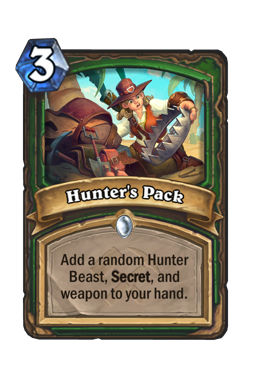 3
Hunter's Pack
Add a random Hunter
Beast, Secret, and
weapon to your hand.